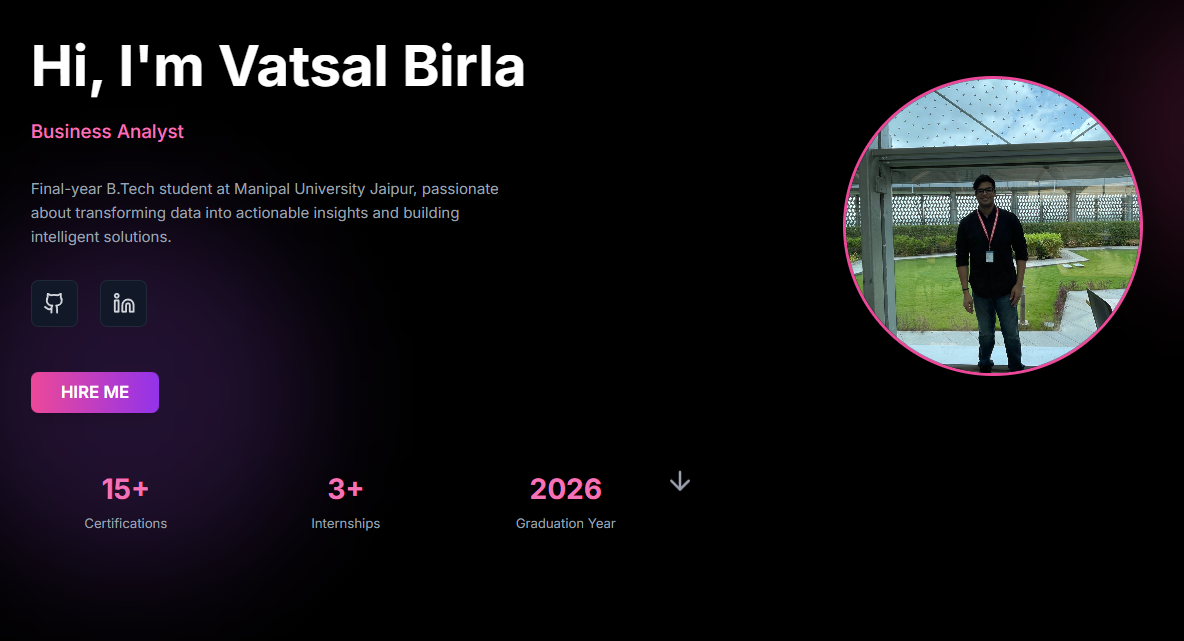 Hi, I'm Vatsal Birla
Business Analyst
Final-year B.Tech student at Manipal University Jaipur, passionate
about transforming data into actionable insights and building
intelligent solutions.
in
HIRE ME
15+
Certifications
3+
Internships
2026
Graduation Year